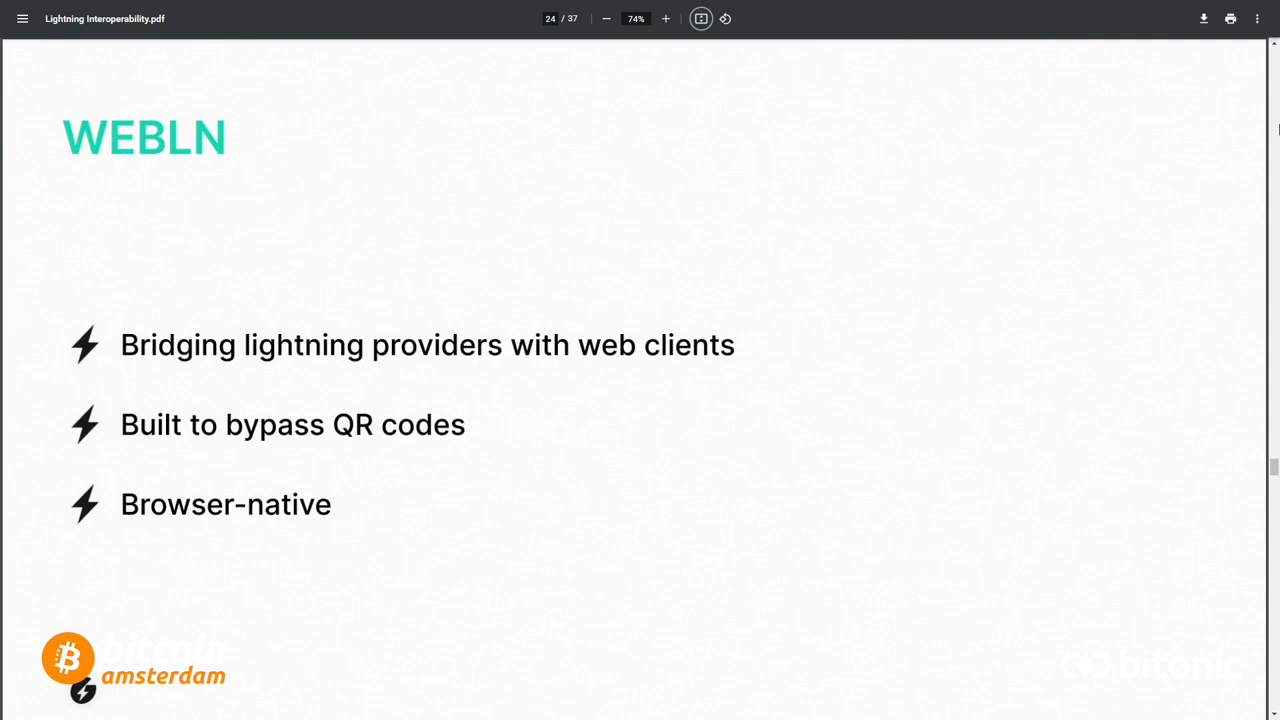 Lightning Interoperability.pdf
24 / 37
74%
WEBLN
Bridging lightning providers with web clients
Built to bypass QR codes
Browser-native
bitcoin
amsterdam
bitonic